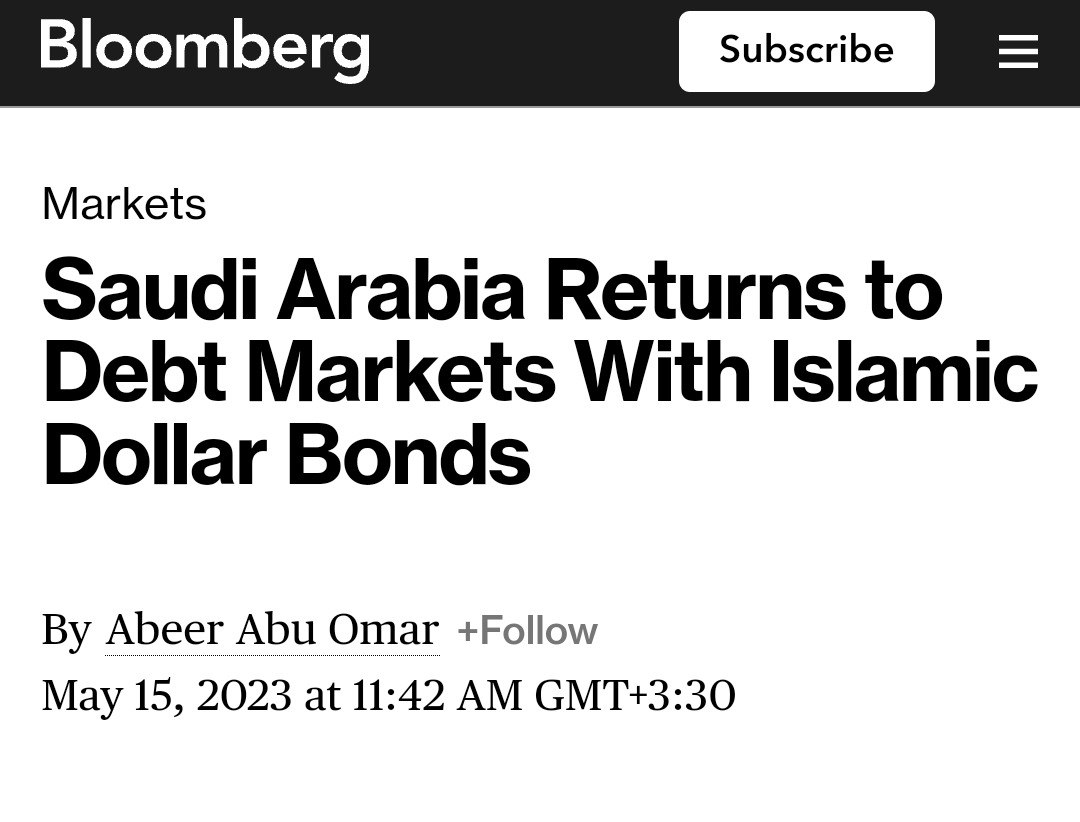 Bloomberg
Subscribe
Markets
Saudi Arabia Returns to
Debt Markets With Islamic
Dollar Bonds
By Abeer Abu Omar +Follow
May 15, 2023 at 11:42 AM GMT+3:30